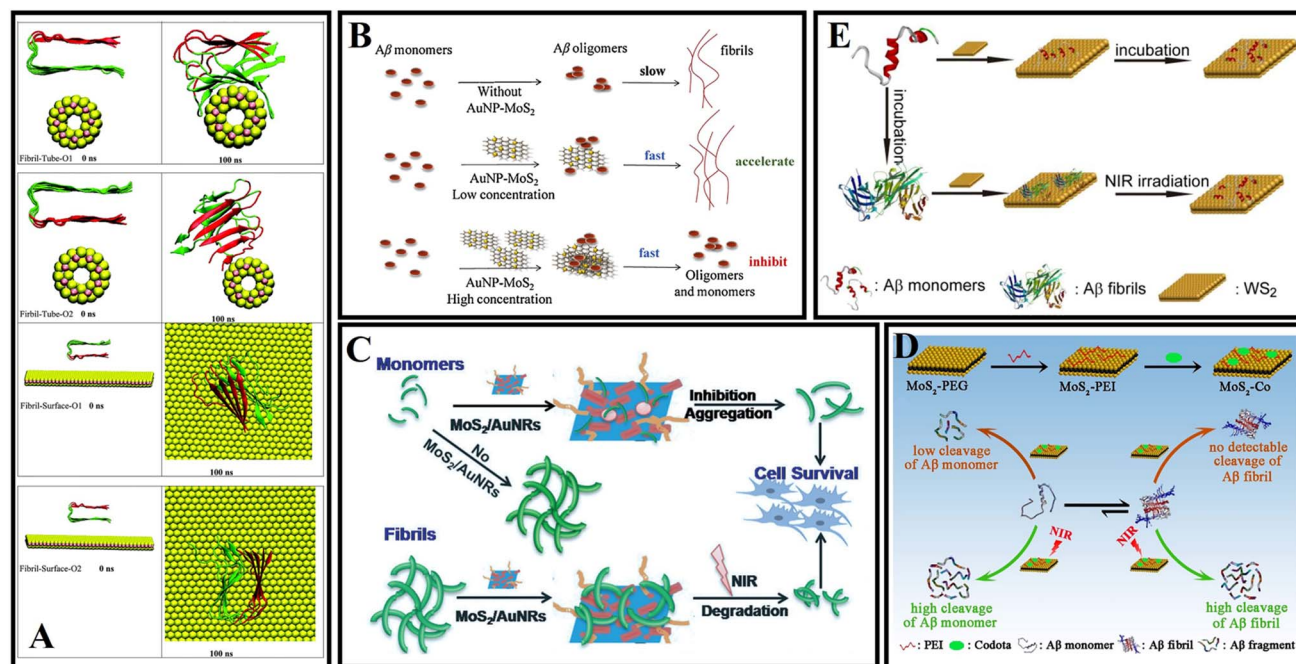 Fibril-Tube-O1 0 ns
100 ns
Firbil-Tube-O2 0 ns
100 ns
Fibril-Surface-O1 0 ns
100 ns
Fibril-Surface-O2 0 ns
100 ns
A
B
Aβ monomers
Aβ oligomers
fibrils
slow
Without
AuNP-MoS₂
fast
accelerate
AuNP-MoS₂
Low concentration
fast
inhibit
AuNP-MoS₂
High concentration
Oligomers
and monomers
C
Monomers
MoS₂/AuNRs
Inhibition
Aggregation
No
MoS₂/AuNRs
Cell Survival
Fibrils
MoS₂/AuNRs
NIR
Degradation
E
incubation
incubation
NIR irradiation
: Aβ monomers
: Aβ fibrils
: WS₂
D
MoS₂-PEG
MoS₂-PEI
MoS₂-Co
low cleavage
of Aβ monomer
no detectable
cleavage of
Aβ fibril
NIR
NIR
high cleavage
of Aβ monomer
high cleavage
of Aβ fibril
: PEI : Codota : Aβ monomer : Aβ fibril : Aβ fragment